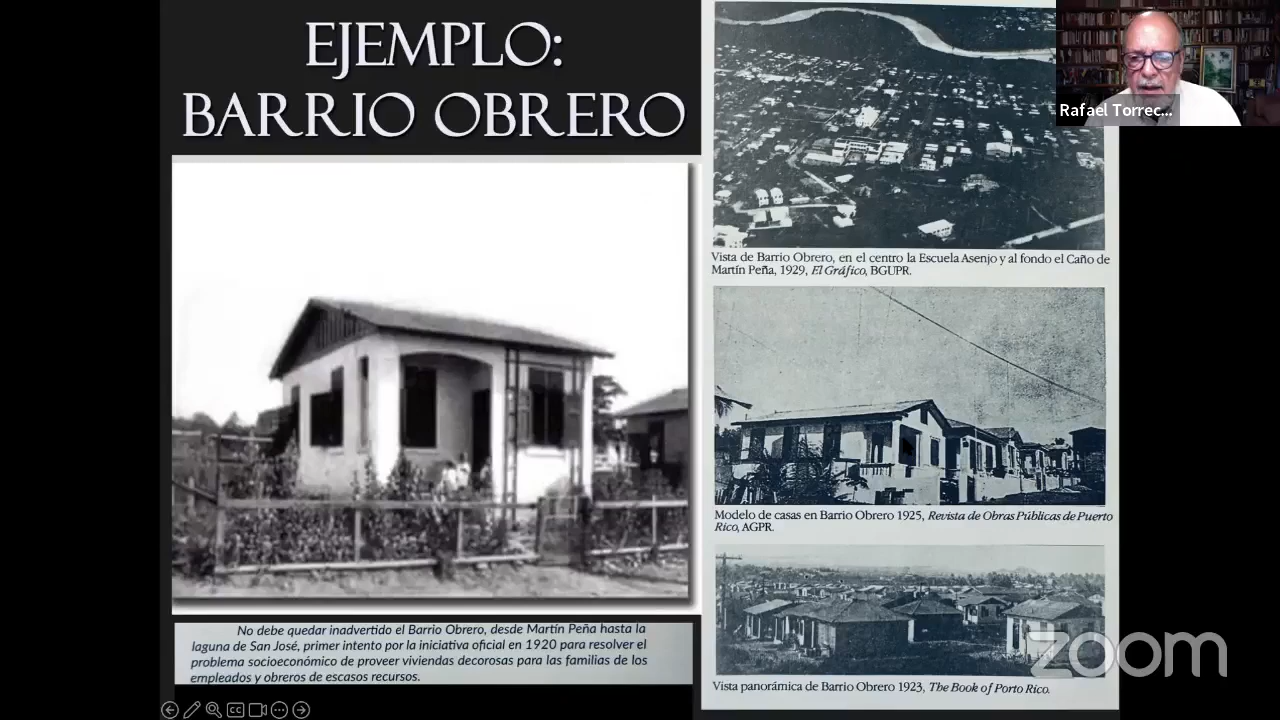 EJEMPLO:
BARRIO OBRERO
No debe quedar inadvertido el Barrio Obrero, desde Martín Peña hasta la
laguna de San José, primer intento por la iniciativa oficial en 1920 para resolver el
problema socioeconómico de proveer viviendas decorosas para las familias de los
empleados y obreros de escasos recursos.
Vista de Barrio Obrero, en el centro la Escuela Asenjo y al fondo el Caño de
Martín Peña, 1929, El Gráfico, BGUPR.
Modelo de casas en Barrio Obrero 1925, Revista de Obras Públicas de Puerto
Rico, AGPR.
Vista panorámica de Barrio Obrero 1923, The Book of Porto Rico.
Rafael Torrec...
zoom
CC